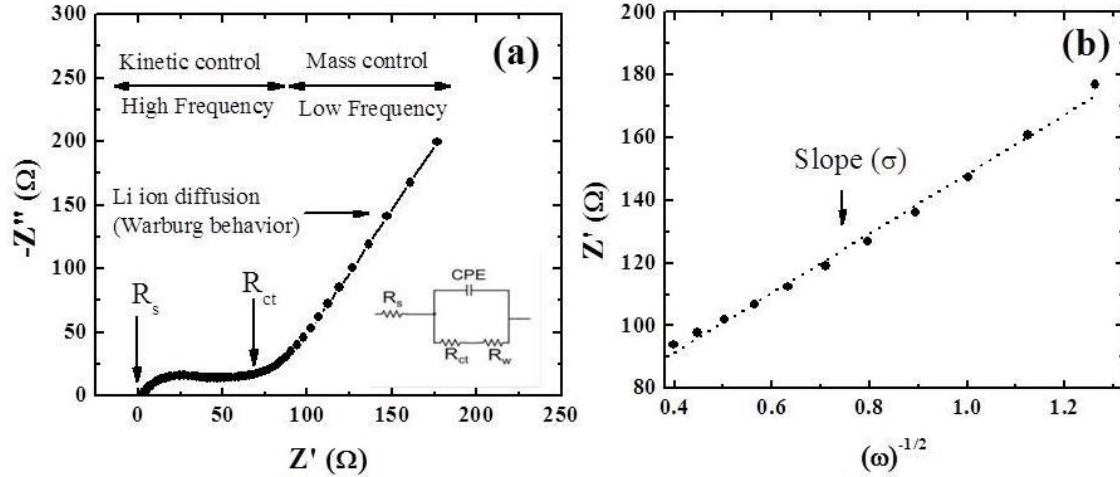 (a)
Kinetic control
Mass control
High Frequency
Low Frequency
Li ion diffusion
(Warburg behavior)
R_s
R_ct
CPE
R_s
R_ct
R_w
300
250
200
150
100
50
0
0
50
100
150
200
250
-Z'' (Ω)
Z' (Ω)
(b)
Slope (σ)
200
180
160
140
120
100
80
0.4
0.6
0.8
1.0
1.2
Z' (Ω)
(ω)^-1/2